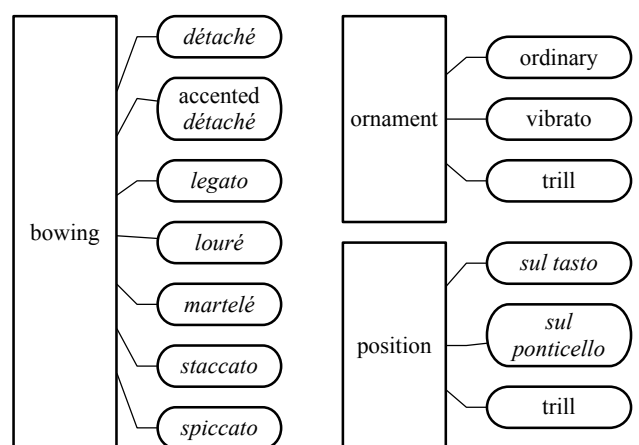 bowing
détaché
accented
détaché
legato
louré
martelé
staccato
spiccato
ornament
ordinary
vibrato
trill
position
sul tasto
sul
ponticello
trill